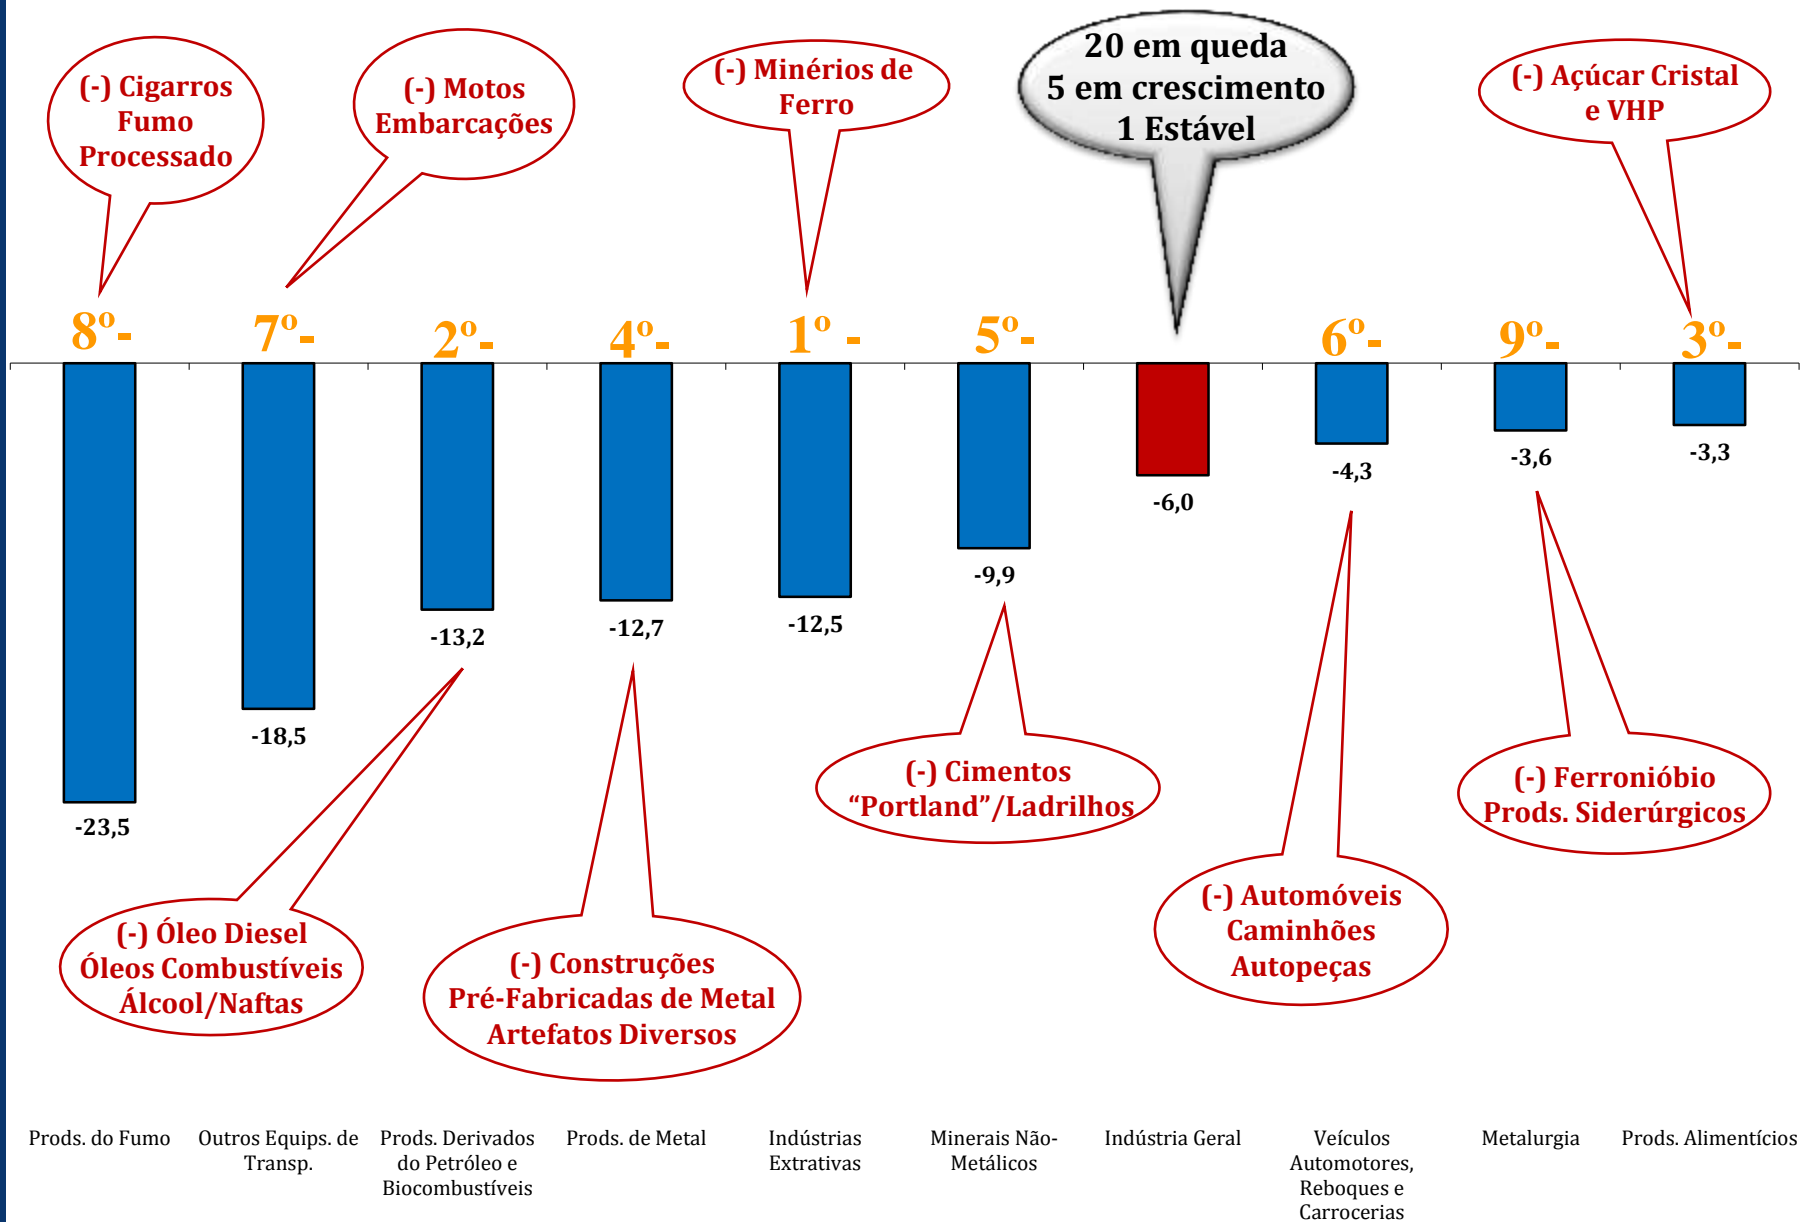 (-) Cigarros
Fumo
Processado
(-) Motos
Embarcações
(-) Minérios de
Ferro
20 em queda
5 em crescimento
1 Estável
(-) Açúcar Cristal
e VHP
8º-
7º-
2º-
4º-
1º -
5º-
6º-
9º-
3º-
-23,5
-18,5
-13,2
-12,7
-12,5
-9,9
-6,0
-4,3
-3,6
-3,3
(-) Óleo Diesel
Óleos Combustíveis
Álcool/Naftas
(-) Construções
Pré-Fabricadas de Metal
Artefatos Diversos
(-) Cimentos
“Portland”/Ladrilhos
(-) Automóveis
Caminhões
Autopeças
(-) Ferronióbio
Prods. Siderúrgicos
Prods. do Fumo
Outros Equips. de
Transp.
Prods. Derivados
do Petróleo e
Biocombustíveis
Prods. de Metal
Indústrias
Extrativas
Minerais Não-
Metálicos
Indústria Geral
Veículos
Automotores,
Reboques e
Carrocerias
Metalurgia
Prods. Alimentícios